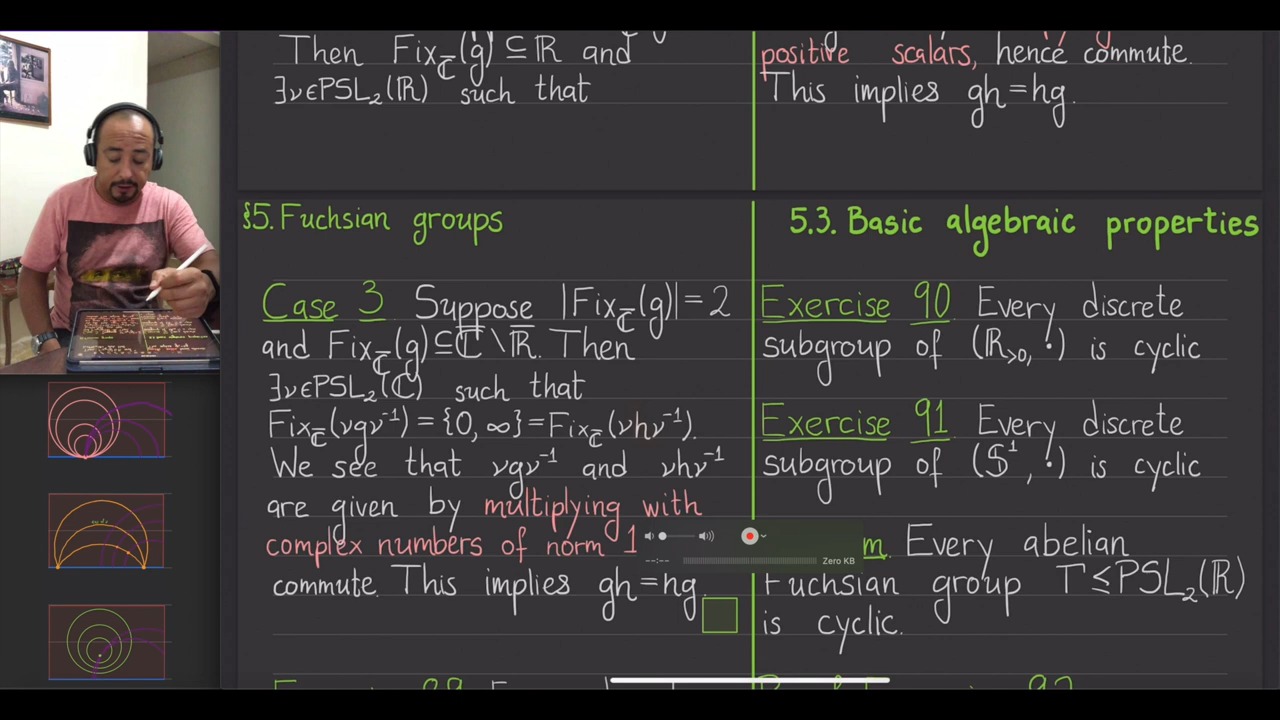 Then Fix_ℂ̅(g) ⊆ ℝ and
∃ν∈PSL₂(ℝ) such that
§5. Fuchsian groups
Case 3 Suppose |Fix_ℂ̅(g)| = 2
and Fix_ℂ̅(g) ⊆ ℂ̅ \ ℝ̅. Then
∃ν∈PSL₂(ℂ) such that
Fix_ℂ̅(νgν⁻¹) = {0, ∞} = Fix_ℂ̅(νhν⁻¹).
We see that νgν⁻¹ and νhν⁻¹
are given by multiplying with
complex numbers of norm 1
commute. This implies gh = hg.
positive scalars, hence commute.
This implies gh = hg.
5.3. Basic algebraic properties
Exercise 90 Every discrete
subgroup of (ℝ>0, ·) is cyclic
Exercise 91 Every discrete
subgroup of (𝕊¹, ·) is cyclic
Every abelian
Fuchsian group Γ ≤ PSL₂(ℝ)
is cyclic.
--:--
Zero KB